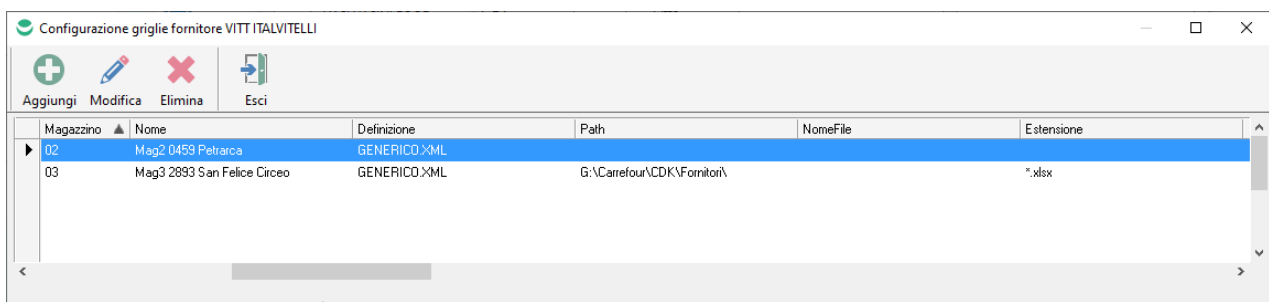 Configurazione griglie fornitore VITT ITALVITELLI
Aggiungi Modifica Elimina Esci
Magazzino Nome Definizione Path NomeFile Estensione
02 Mag2 0459 Petrarca GENERICO.XML
03 Mag3 2893 San Felice Circeo GENERICO.XML G:\Carrefour\CDK\Fornitori\ *.xlsx